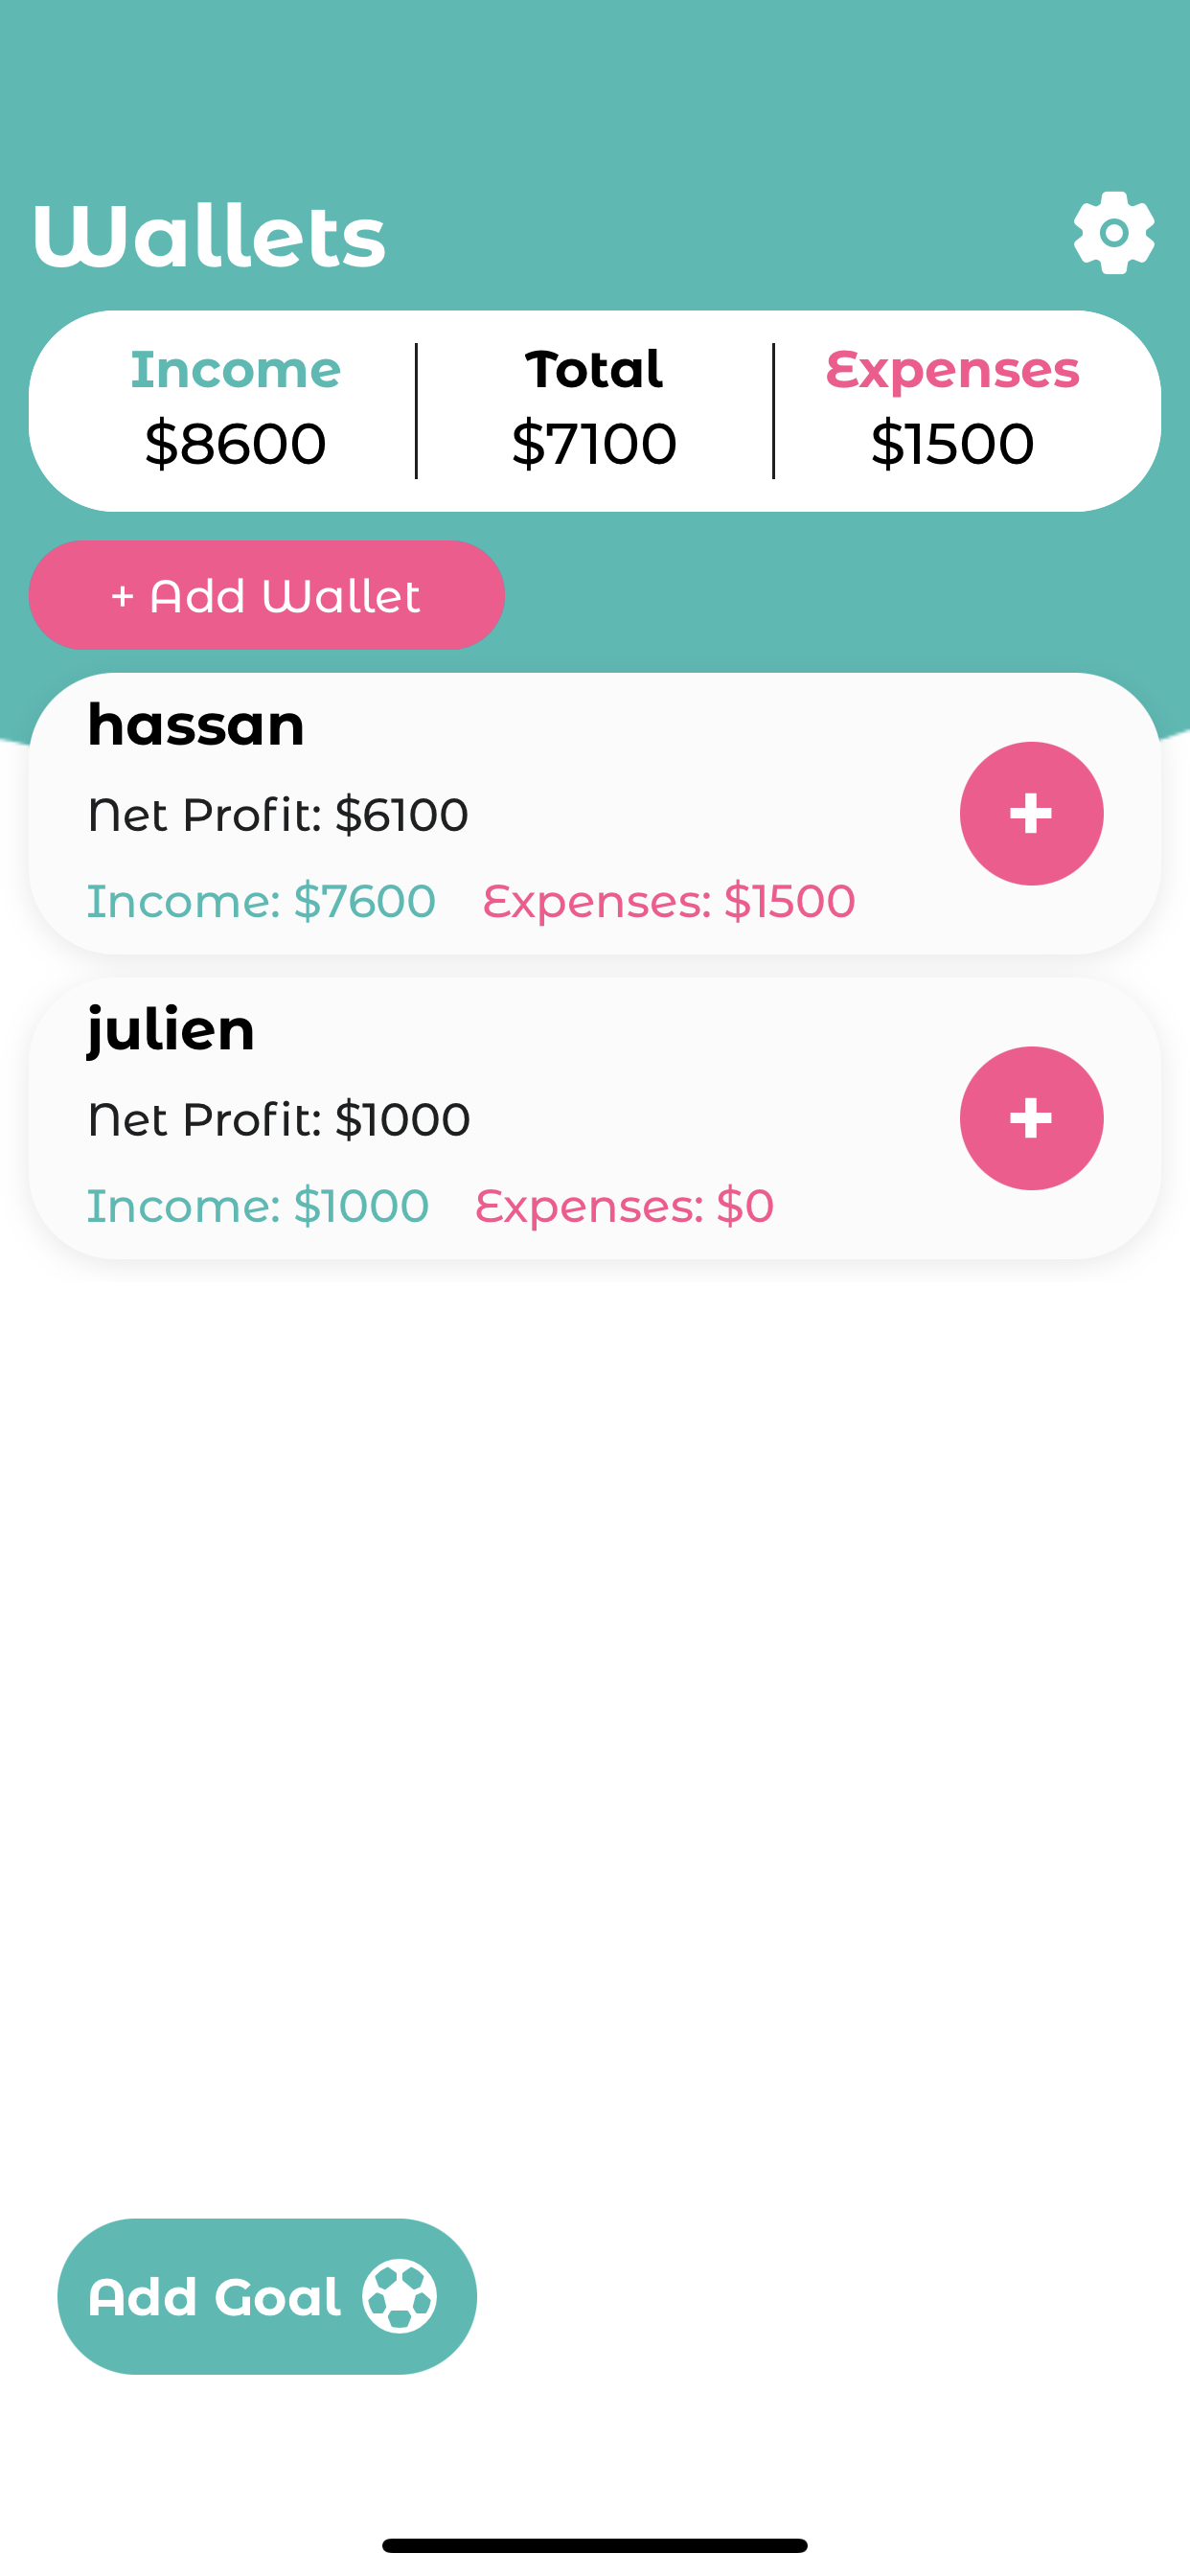 Wallets
Income Total Expenses
$8600 $7100 $1500
+ Add Wallet
hassan
Net Profit: $6100
Income: $7600 Expenses: $1500
+
julien
Net Profit: $1000
Income: $1000 Expenses: $0
+
Add Goal